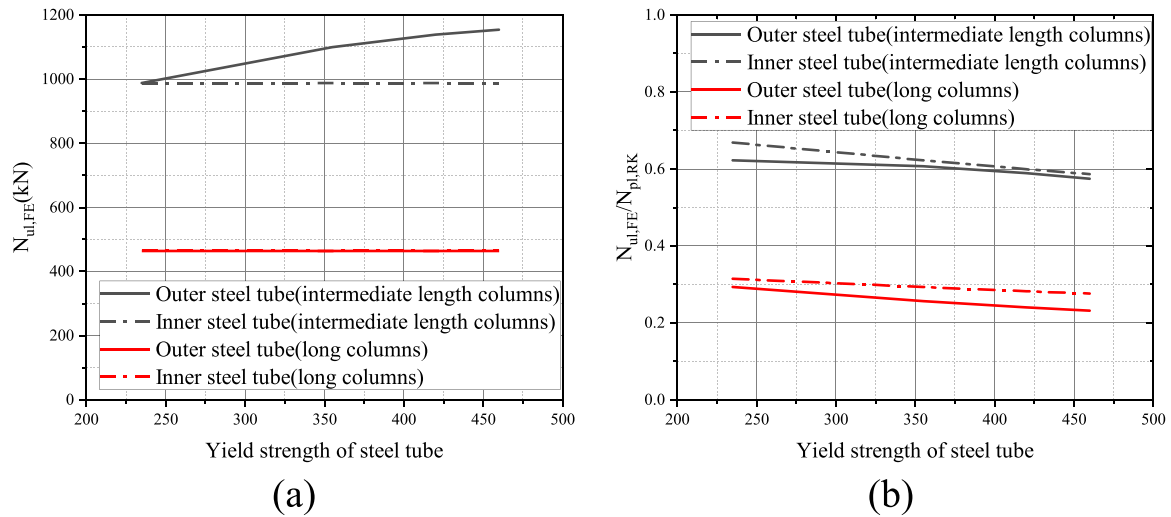 1200
1000
800
600
400
200
0
N_ul,FE(kN)
Outer steel tube(intermediate length columns)
Inner steel tube(intermediate length columns)
Outer steel tube(long columns)
Inner steel tube(long columns)
200 250 300 350 400 450 500
Yield strength of steel tube
(a)
1.0
0.8
0.6
0.4
0.2
0.0
N_ul,FE/N_pl,RK
Outer steel tube(intermediate length columns)
Inner steel tube(intermediate length columns)
Outer steel tube(long columns)
Inner steel tube(long columns)
200 250 300 350 400 450 500
Yield strength of steel tube
(b)